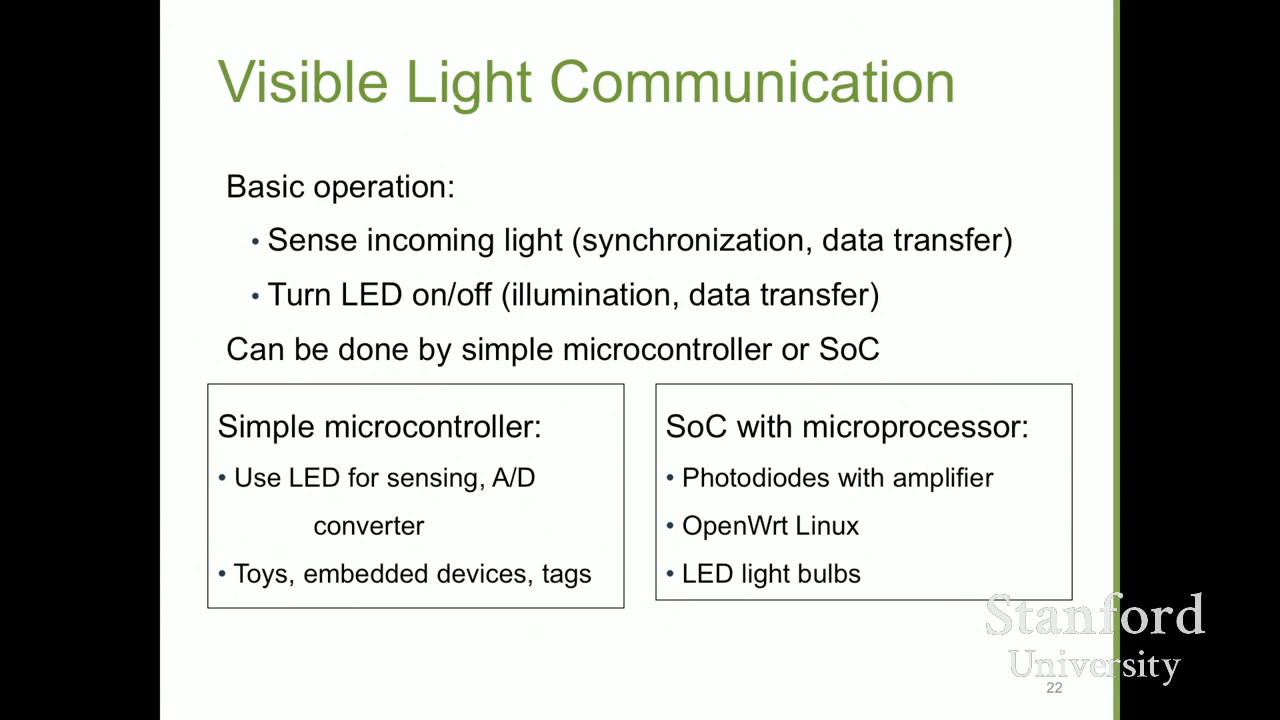 Visible Light Communication
Basic operation:
• Sense incoming light (synchronization, data transfer)
• Turn LED on/off (illumination, data transfer)
Can be done by simple microcontroller or SoC
Simple microcontroller:
• Use LED for sensing, A/D
converter
• Toys, embedded devices, tags
SoC with microprocessor:
• Photodiodes with amplifier
• OpenWrt Linux
• LED light bulbs
Stanford
University
22